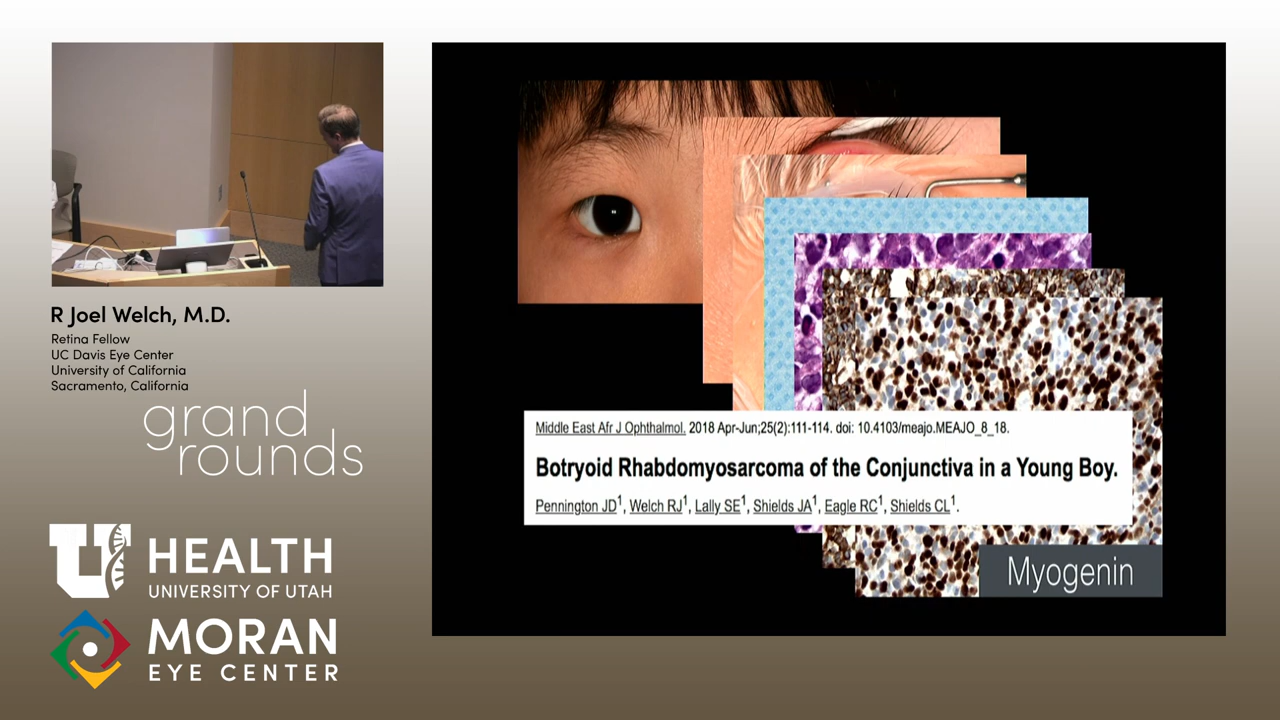 R Joel Welch, M.D.
Retina Fellow
UC Davis Eye Center
University of California
Sacramento, California
grand
rounds
U
HEALTH
UNIVERSITY OF UTAH
MORAN
EYE CENTER
Middle East Afr J Ophthalmol. 2018 Apr-Jun;25(2):111-114. doi: 10.4103/meajo.MEAJO_8_18.
Botryoid Rhabdomyosarcoma of the Conjunctiva in a Young Boy.
Pennington JD1, Welch RJ1, Lally SE1, Shields JA1, Eagle RC1, Shields CL1.
Myogenin